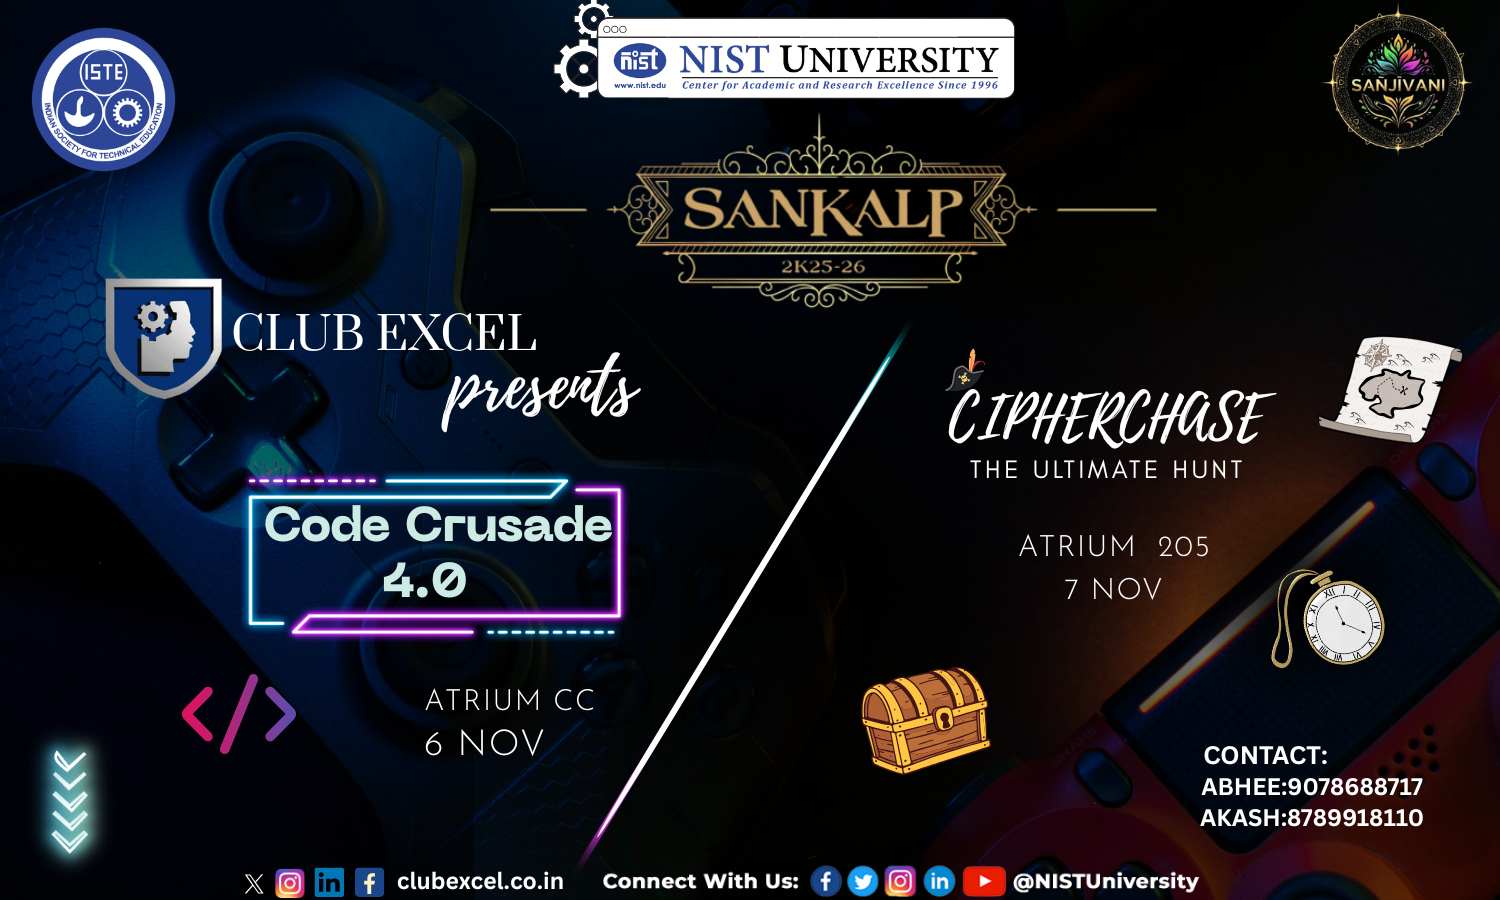 ISTE
INDIAN SOCIETY FOR TECHNICAL EDUCATION
nist
www.nist.edu
NIST UNIVERSITY
Center for Academic and Research Excellence Since 1996
SAÑJĪVANI
SANKALP
2K25-26
CLUB EXCEL
presents
CIPHERCHASE
THE ULTIMATE HUNT
Code Crusade
4.0
ATRIUM 205
7 NOV
</>
ATRIUM CC
6 NOV
CONTACT:
ABHEE:9078688717
AKASH:8789918110
clubexcel.co.in
Connect With Us:
@NISTUniversity